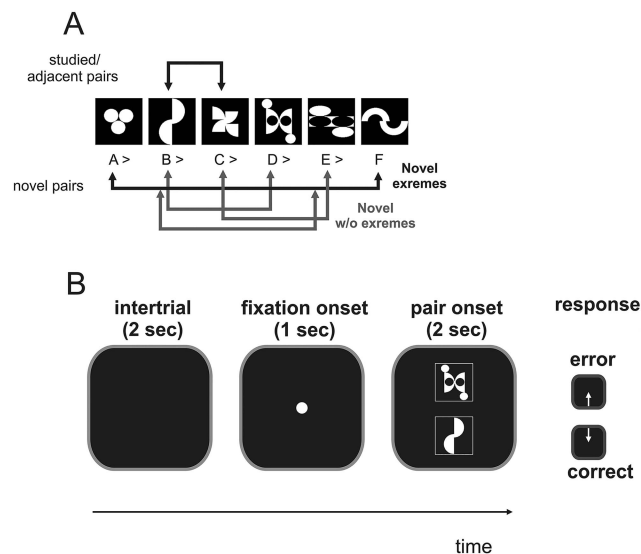 A
studied/
adjacent pairs
A > B > C > D > E > F
novel pairs
Novel
exremes
Novel
w/o exremes
B
intertrial
(2 sec)
fixation onset
(1 sec)
pair onset
(2 sec)
response
error
correct
time